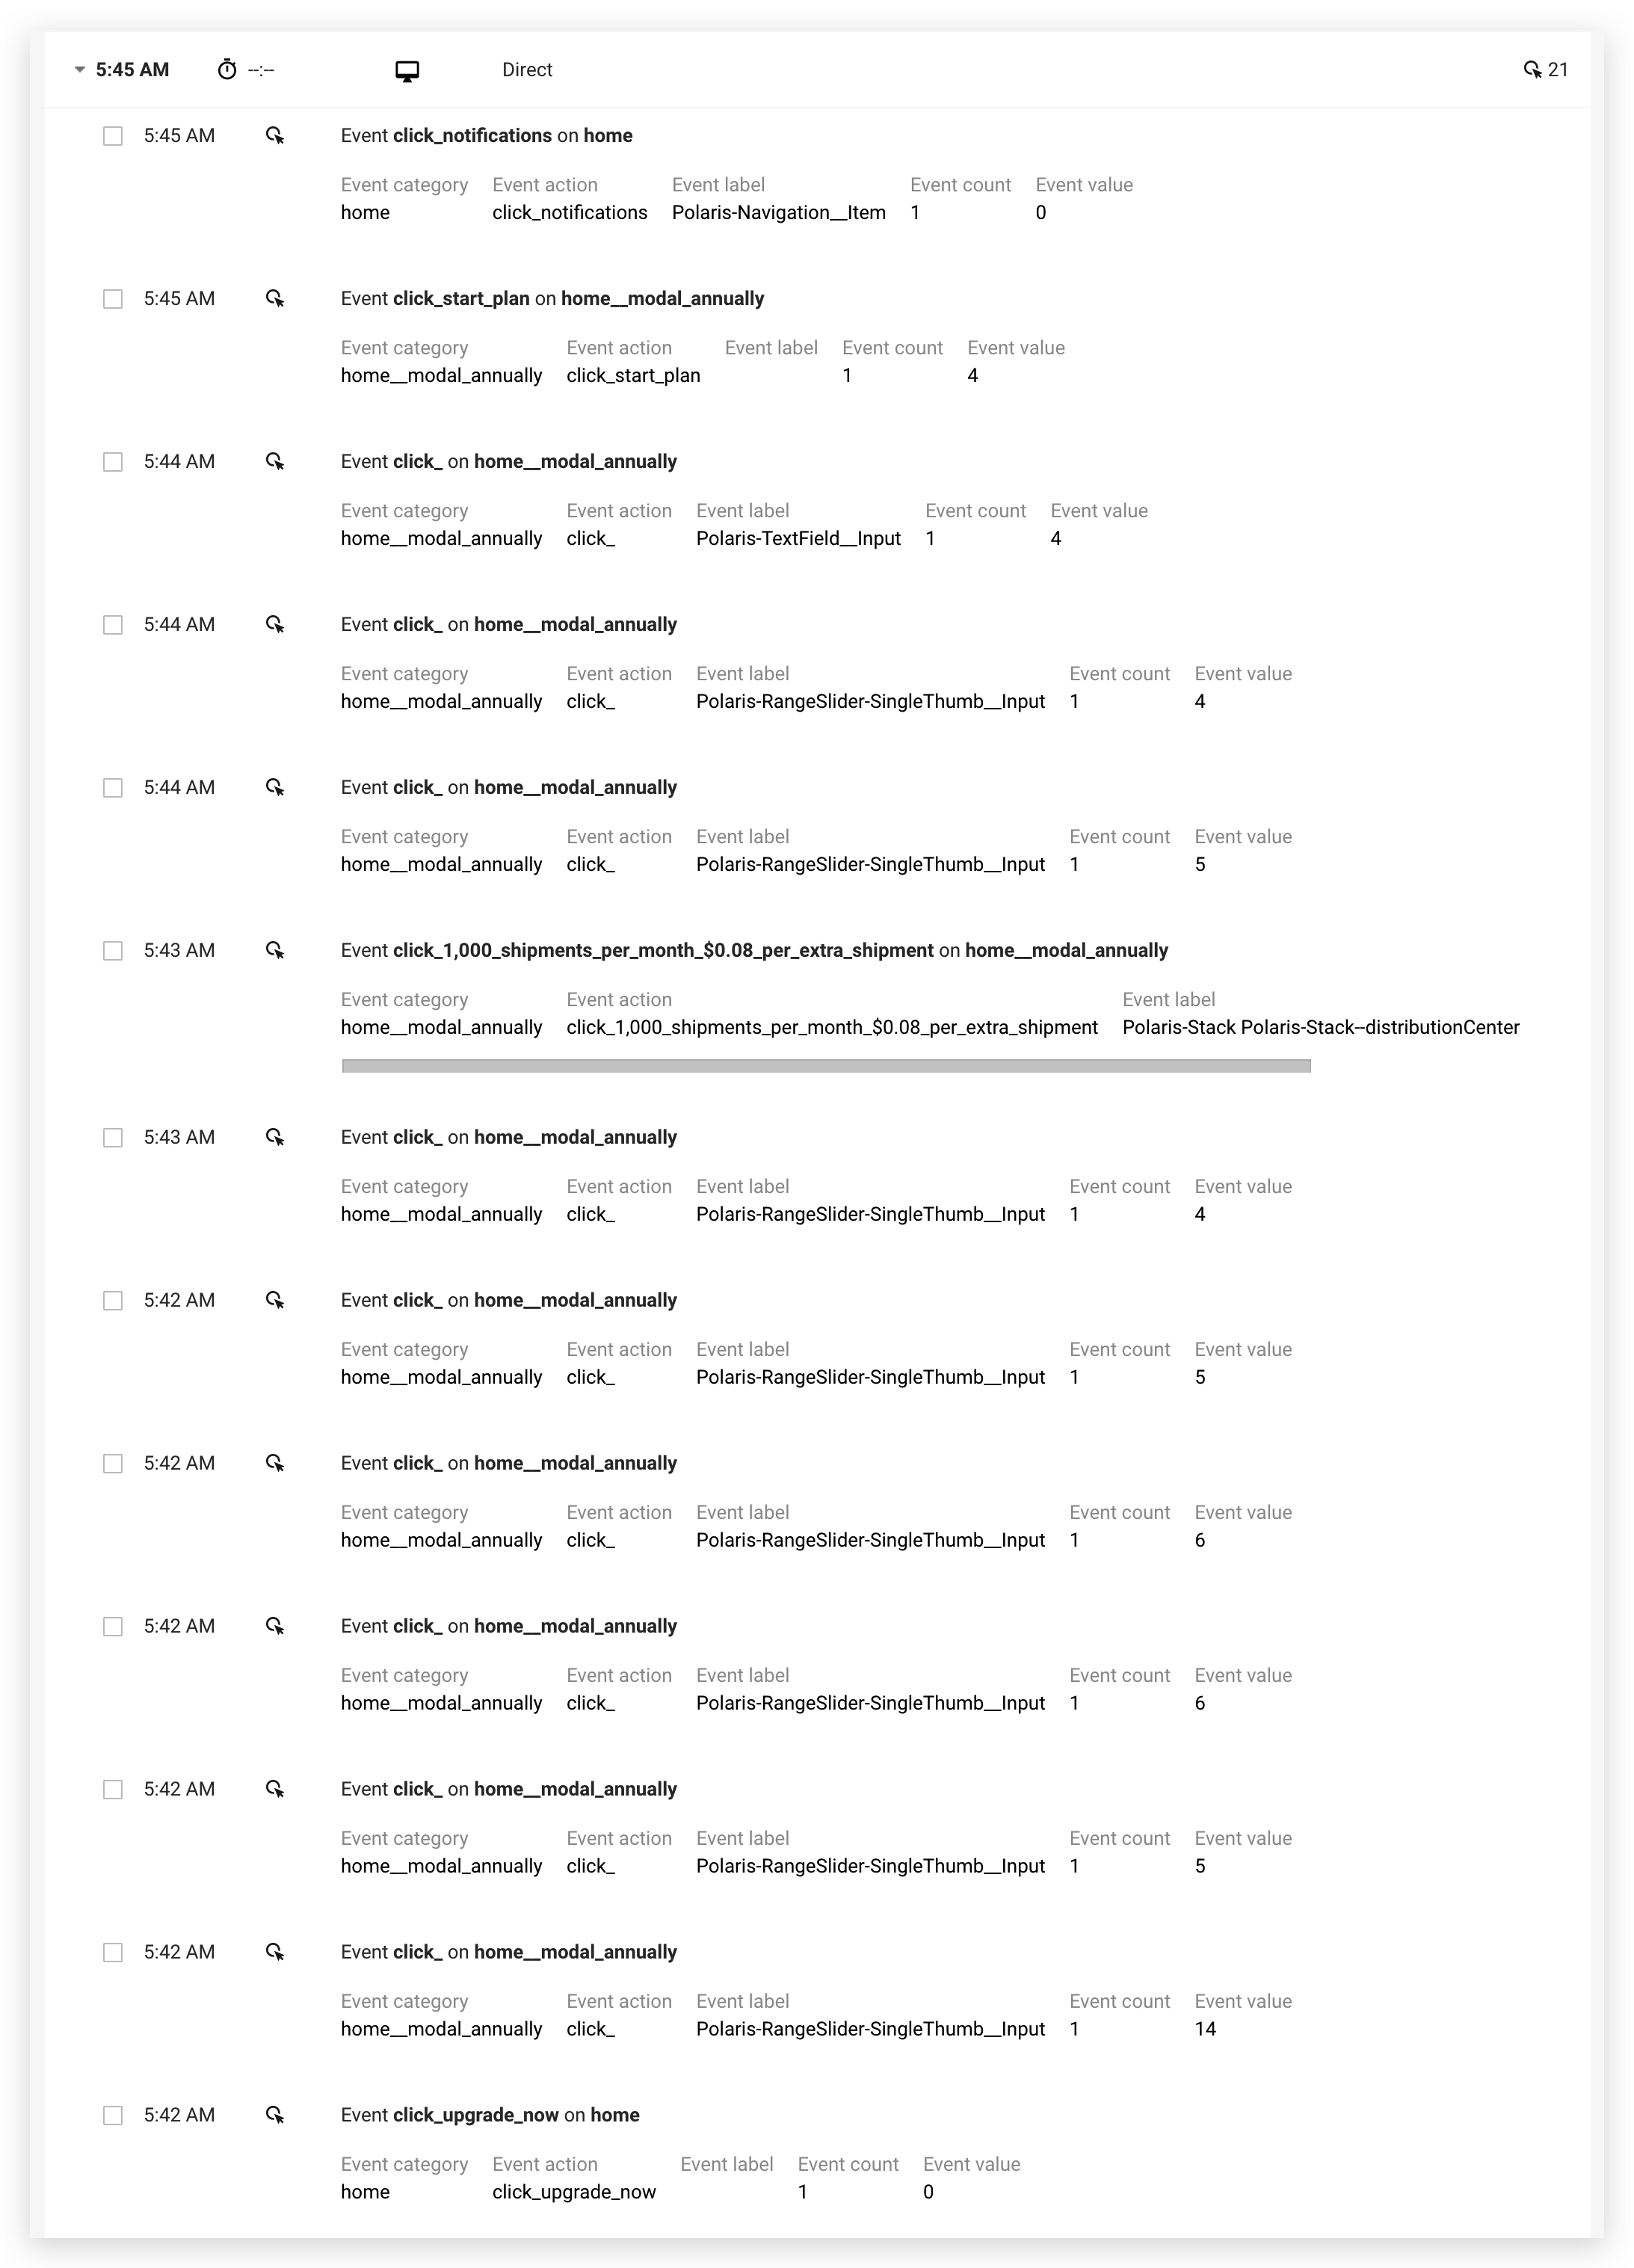 5:45 AM --:-- Direct 21
5:45 AM Event click_notifications on home
Event category Event action Event label Event count Event value
home click_notifications Polaris-Navigation__Item 1 0
5:45 AM Event click_start_plan on home__modal_annually
Event category Event action Event label Event count Event value
home__modal_annually click_start_plan 1 4
5:44 AM Event click_ on home__modal_annually
Event category Event action Event label Event count Event value
home__modal_annually click_ Polaris-TextField__Input 1 4
5:44 AM Event click_ on home__modal_annually
Event category Event action Event label Event count Event value
home__modal_annually click_ Polaris-RangeSlider-SingleThumb__Input 1 4
5:44 AM Event click_ on home__modal_annually
Event category Event action Event label Event count Event value
home__modal_annually click_ Polaris-RangeSlider-SingleThumb__Input 1 5
5:43 AM Event click_1,000_shipments_per_month_$0.08_per_extra_shipment on home__modal_annually
Event category Event action Event label
home__modal_annually click_1,000_shipments_per_month_$0.08_per_extra_shipment Polaris-Stack Polaris-Stack--distributionCenter
5:43 AM Event click_ on home__modal_annually
Event category Event action Event label Event count Event value
home__modal_annually click_ Polaris-RangeSlider-SingleThumb__Input 1 4
5:42 AM Event click_ on home__modal_annually
Event category Event action Event label Event count Event value
home__modal_annually click_ Polaris-RangeSlider-SingleThumb__Input 1 5
5:42 AM Event click_ on home__modal_annually
Event category Event action Event label Event count Event value
home__modal_annually click_ Polaris-RangeSlider-SingleThumb__Input 1 6
5:42 AM Event click_ on home__modal_annually
Event category Event action Event label Event count Event value
home__modal_annually click_ Polaris-RangeSlider-SingleThumb__Input 1 6
5:42 AM Event click_ on home__modal_annually
Event category Event action Event label Event count Event value
home__modal_annually click_ Polaris-RangeSlider-SingleThumb__Input 1 5
5:42 AM Event click_ on home__modal_annually
Event category Event action Event label Event count Event value
home__modal_annually click_ Polaris-RangeSlider-SingleThumb__Input 1 14
5:42 AM Event click_upgrade_now on home
Event category Event action Event label Event count Event value
home click_upgrade_now 1 0